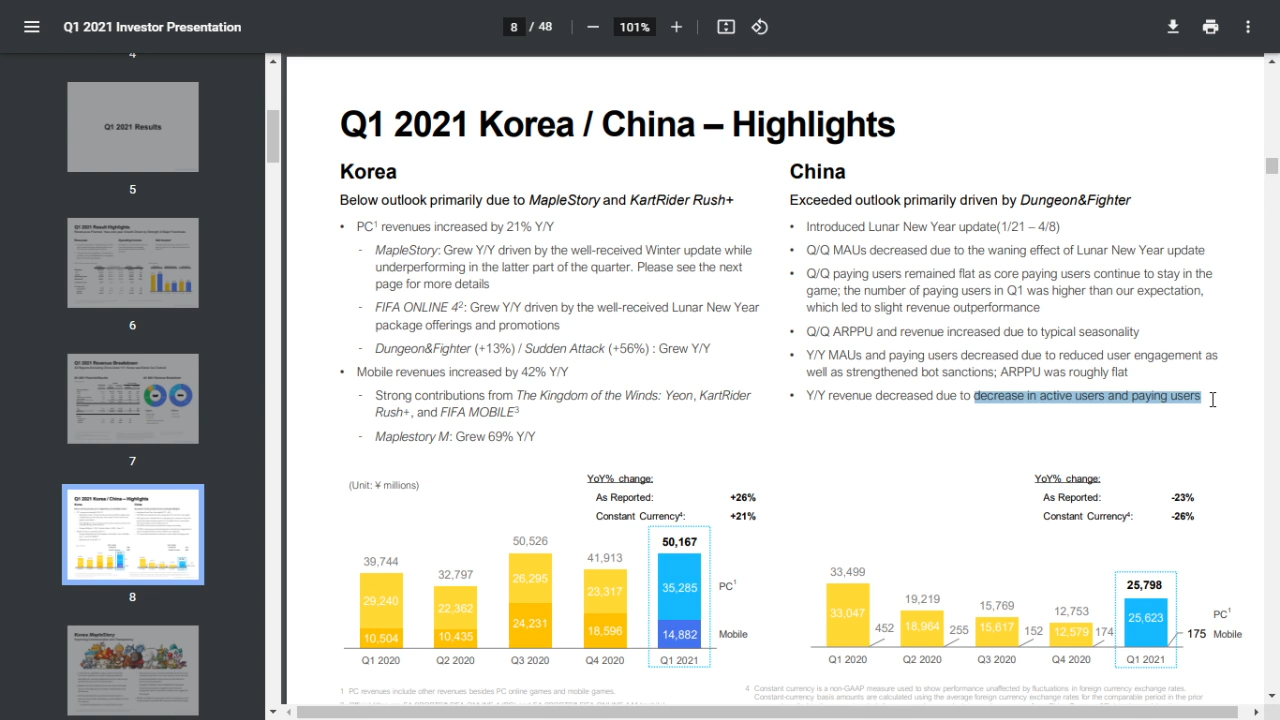 Q1 2021 Investor Presentation
8 / 48
101%
4
Q1 2021 Results
5
Q1 2021 Result Highlights
6
Q1 2021 Revenue Breakdown
7
Q1 2021 Korea / China – Highlights
8
Korea MapleStory
Q1 2021 Korea / China – Highlights
Korea
Below outlook primarily due to MapleStory and KartRider Rush+
• PC1 revenues increased by 21% Y/Y
- MapleStory: Grew Y/Y driven by the well-received Winter update while
underperforming in the latter part of the quarter. Please see the next
page for more details
- FIFA ONLINE 42: Grew Y/Y driven by the well-received Lunar New Year
package offerings and promotions
- Dungeon&Fighter (+13%) / Sudden Attack (+56%) : Grew Y/Y
• Mobile revenues increased by 42% Y/Y
- Strong contributions from The Kingdom of the Winds: Yeon, KartRider
Rush+, and FIFA MOBILE3
- Maplestory M: Grew 69% Y/Y
China
Exceeded outlook primarily driven by Dungeon&Fighter
• Introduced Lunar New Year update(1/21 – 4/8)
• Q/Q MAUs decreased due to the waning effect of Lunar New Year update
• Q/Q paying users remained flat as core paying users continue to stay in the
game; the number of paying users in Q1 was higher than our expectation,
which led to slight revenue outperformance
• Q/Q ARPPU and revenue increased due to typical seasonality
• Y/Y MAUs and paying users decreased due to reduced user engagement as
well as strengthened bot sanctions; ARPPU was roughly flat
• Y/Y revenue decreased due to decrease in active users and paying users
(Unit: ¥ millions)
YoY% change:
As Reported: +26%
Constant Currency4: +21%
39,744 32,797 50,526 41,913 50,167
29,240 22,362 26,295 23,317 35,285 PC1
10,504 10,435 24,231 18,596 14,882 Mobile
Q1 2020 Q2 2020 Q3 2020 Q4 2020 Q1 2021
YoY% change:
As Reported: -23%
Constant Currency4: -26%
33,499 19,219 15,769 12,753 25,798
33,047 18,964 15,617 12,579 25,623 PC1
452 255 152 174 175 Mobile
Q1 2020 Q2 2020 Q3 2020 Q4 2020 Q1 2021
1 PC revenues include other revenues besides PC online games and mobile games.
4 Constant currency is a non-GAAP measure used to show performance unaffected by fluctuations in foreign currency exchange rates.
Constant currency basis amounts are calculated using the average foreign currency exchange rates for the comparable period in the prior